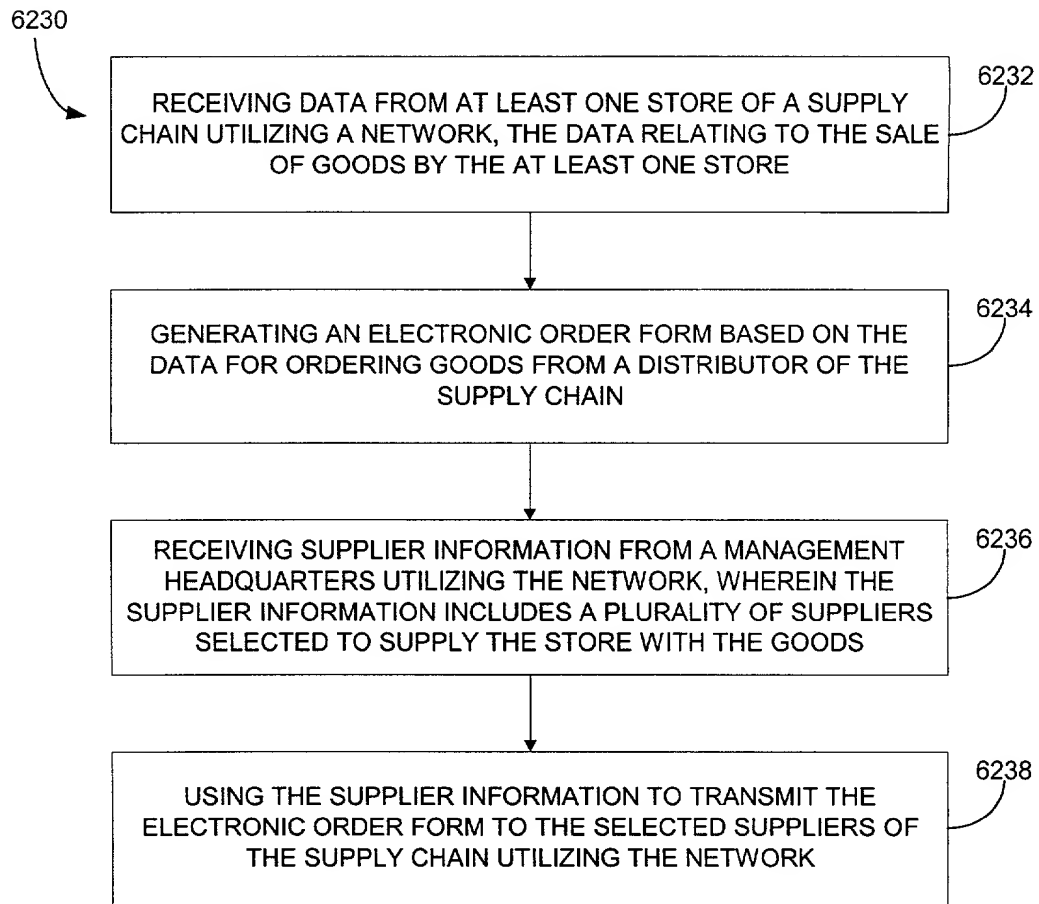 6230
6232
RECEIVING DATA FROM AT LEAST ONE STORE OF A SUPPLY
CHAIN UTILIZING A NETWORK, THE DATA RELATING TO THE SALE
OF GOODS BY THE AT LEAST ONE STORE
6234
GENERATING AN ELECTRONIC ORDER FORM BASED ON THE
DATA FOR ORDERING GOODS FROM A DISTRIBUTOR OF THE
SUPPLY CHAIN
6236
RECEIVING SUPPLIER INFORMATION FROM A MANAGEMENT
HEADQUARTERS UTILIZING THE NETWORK, WHEREIN THE
SUPPLIER INFORMATION INCLUDES A PLURALITY OF SUPPLIERS
SELECTED TO SUPPLY THE STORE WITH THE GOODS
6238
USING THE SUPPLIER INFORMATION TO TRANSMIT THE
ELECTRONIC ORDER FORM TO THE SELECTED SUPPLIERS OF
THE SUPPLY CHAIN UTILIZING THE NETWORK